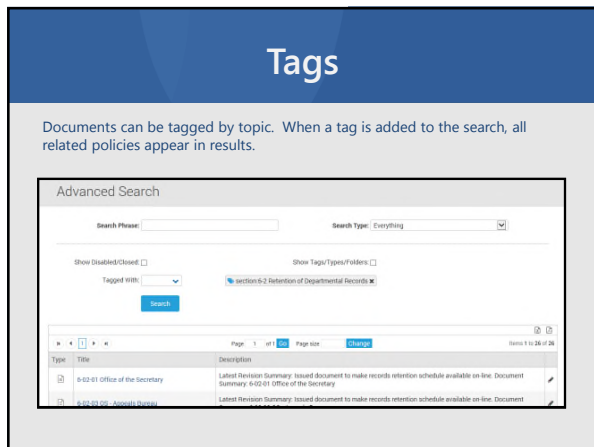 Tags
Documents can be tagged by topic.  When a tag is added to the search, all
related policies appear in results.
Advanced Search
Search Phrase:
Search Type: Everything
Show Disabled/Closed:
Show Tags/Types/Folders:
Tagged With:
section:6-2 Retention of Departmental Records ✖
Search
1
Page 1 of 1 Go Page size Change
Items 1 to 26 of 26
Type Title Description
6-02-01 Office of the Secretary
Latest Revision Summary: Issued document to make records retention schedule available on-line. Document
Summary: 6-02-01 Office of the Secretary
6-02-03 OS - Appeals Bureau
Latest Revision Summary: Issued document to make records retention schedule available on-line. Document